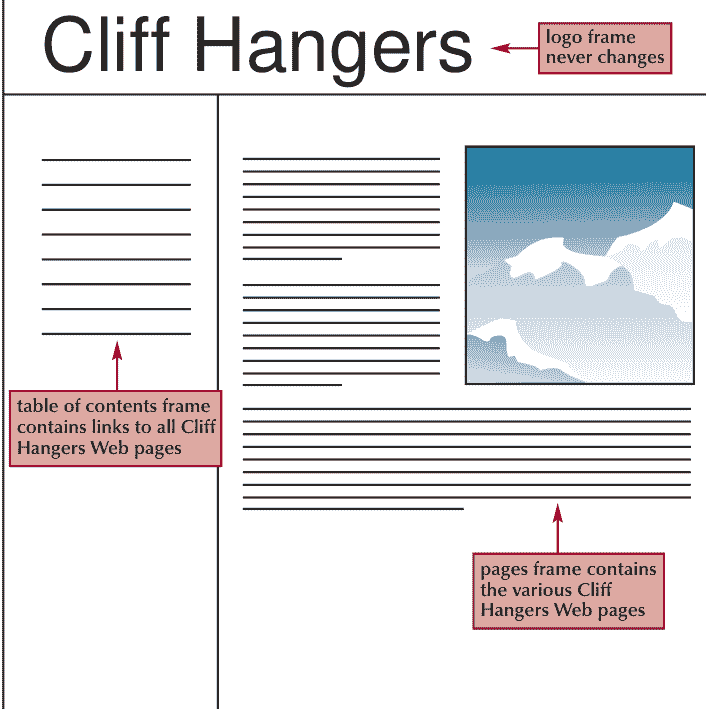 Cliff Hangers
logo frame
never changes
table of contents frame
contains links to all Cliff
Hangers Web pages
pages frame contains
the various Cliff
Hangers Web pages